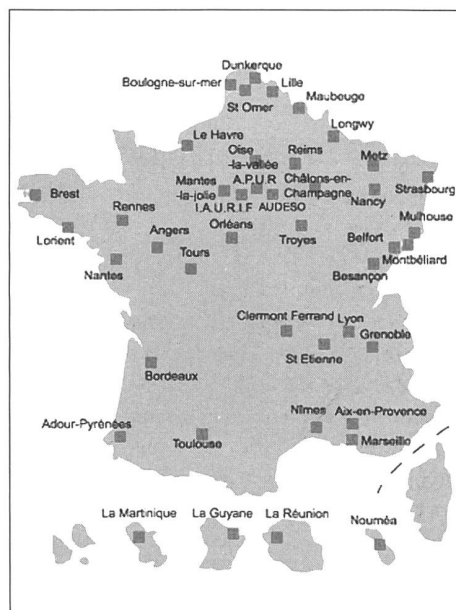 Dunkerque
Boulogne-sur-mer
Lille
St Omer
Maubeuge
Longwy
Le Havre
Oise
-la-vallée
Reims
Metz
Mantes
-la-jolie
A.P.U.R
Châlons-en-
Champagne
Strasbourg
Brest
I.A.U.R.I.F
AUDESO
Nancy
Rennes
Orléans
Mulhouse
Lorient
Angers
Troyes
Belfort
Tours
Montbéliard
Nantes
Besançon
Clermont Ferrand
Lyon
Grenoble
St Etienne
Bordeaux
Nîmes
Aix-en-Provence
Adour-Pyrénées
Toulouse
Marseille
La Martinique
La Guyane
La Réunion
Nouméa